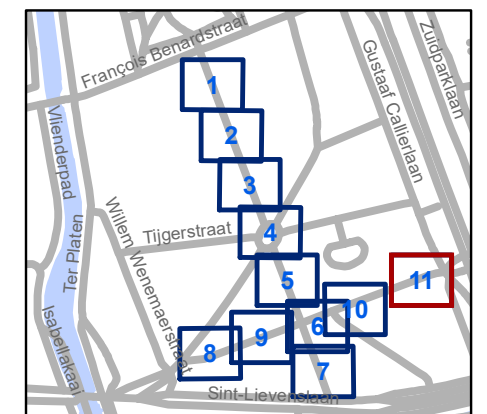 François Benardstraat
Zuidparklaan
Gustaaf Callierlaan
1
2
Vlienderpad
3
Willem Wenemaerstraat
Tijgerstraat
4
Ter Platen
5
11
10
6
9
8
Isabellakaai
7
Sint-Lievenslaan